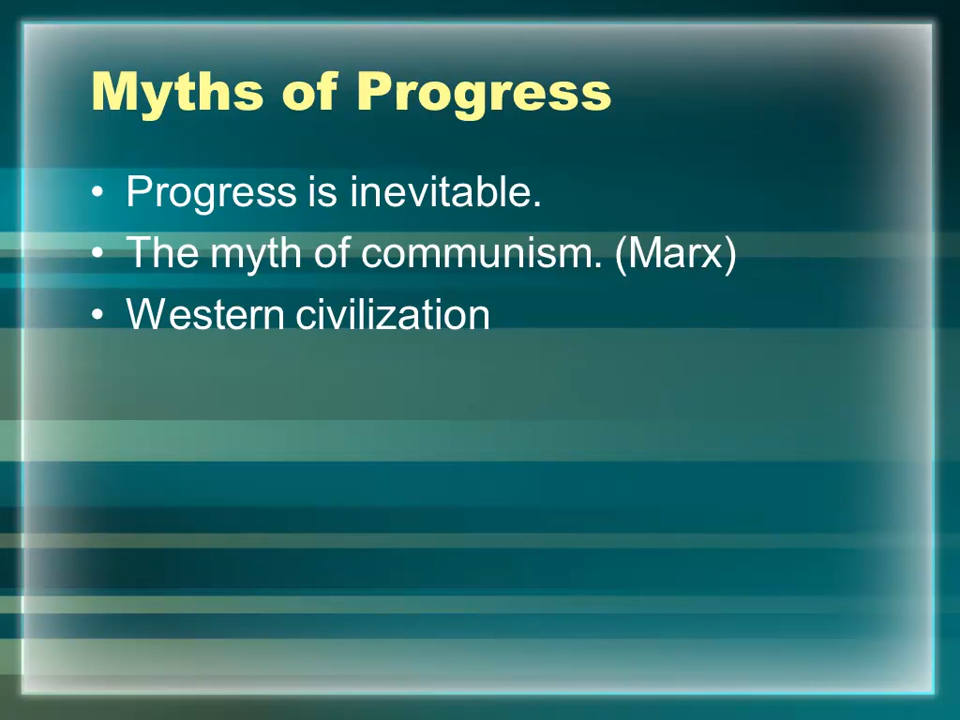 Myths of Progress
• Progress is inevitable.
• The myth of communism. (Marx)
• Western civilization